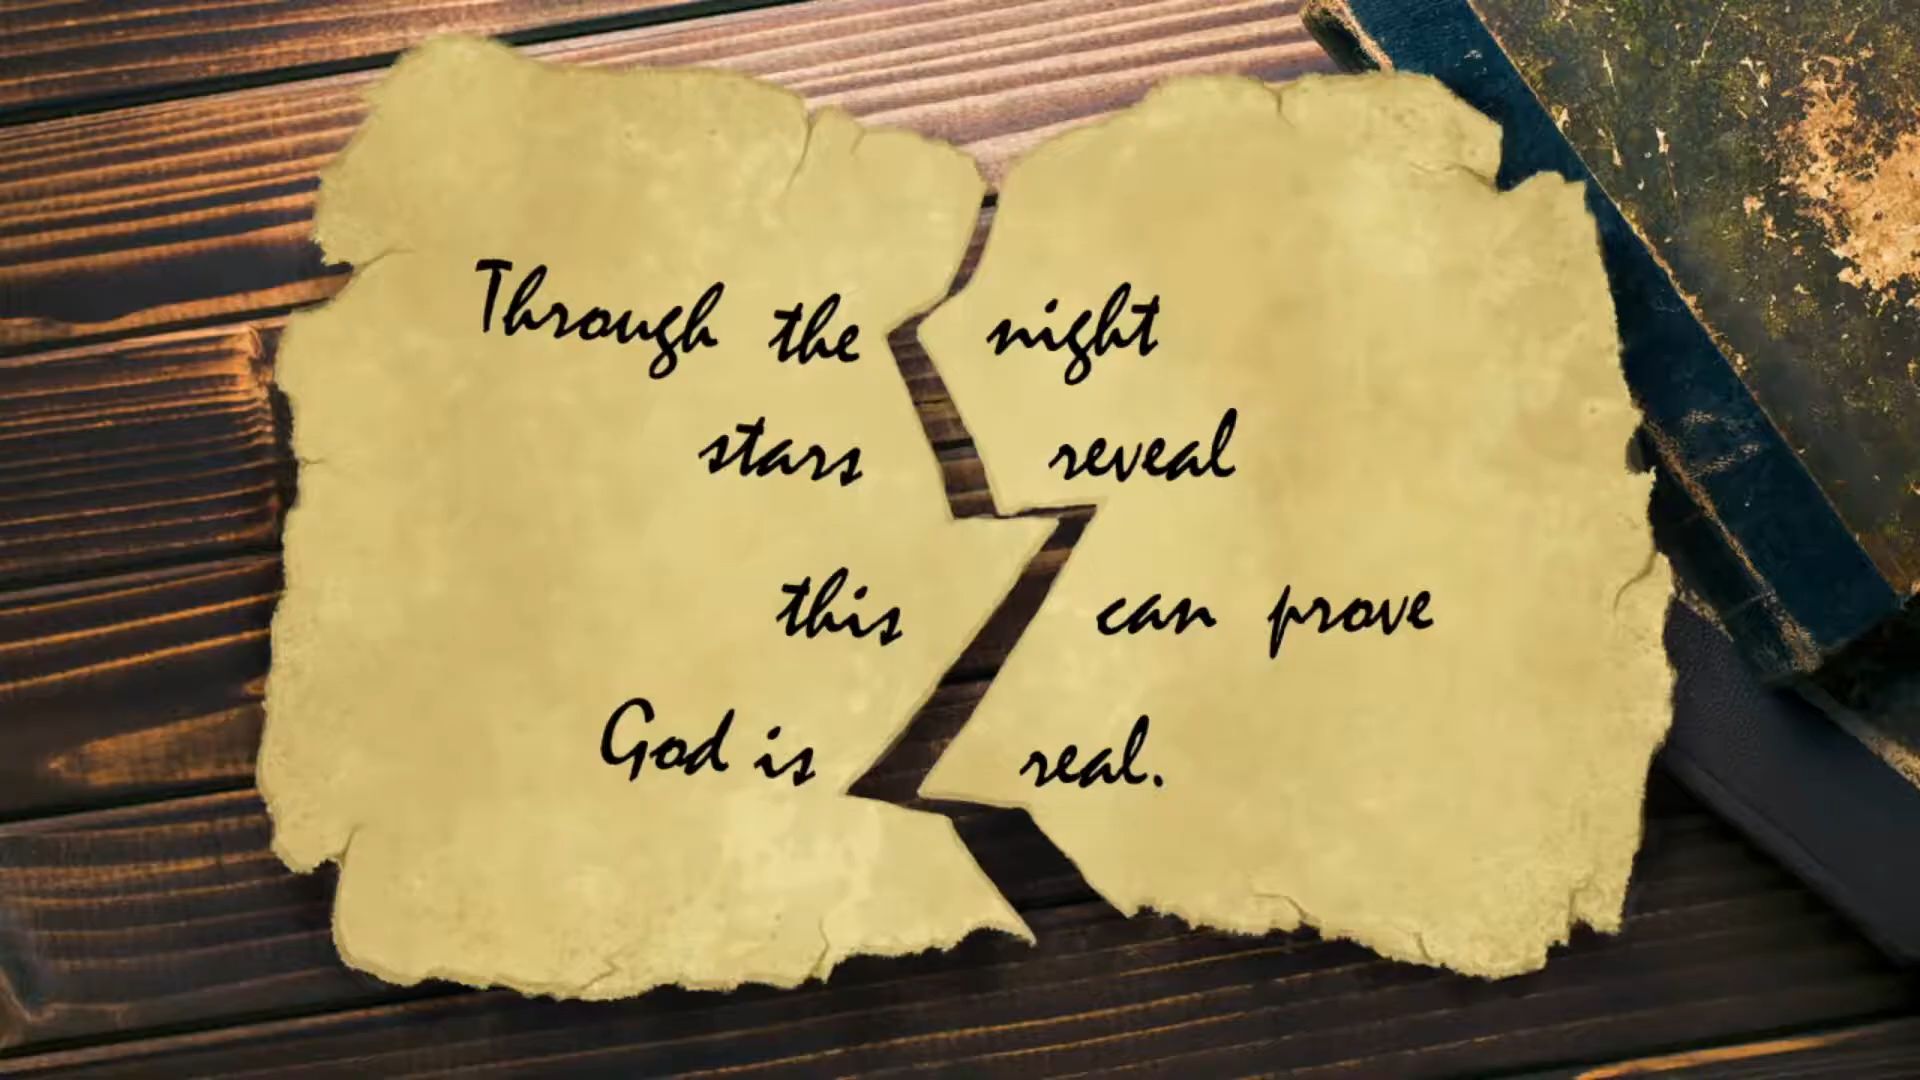 Through the night
stars reveal
this can prove
God is real.